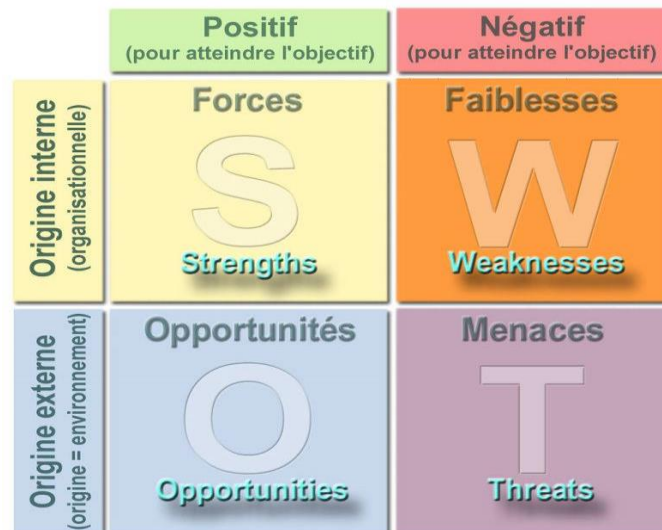 Positif
(pour atteindre l'objectif)
Négatif
(pour atteindre l'objectif)
Origine interne
(organisationnelle)
Forces
S
Strengths
Faiblesses
W
Weaknesses
Origine externe
(origine = environnement)
Opportunités
O
Opportunities
Menaces
T
Threats